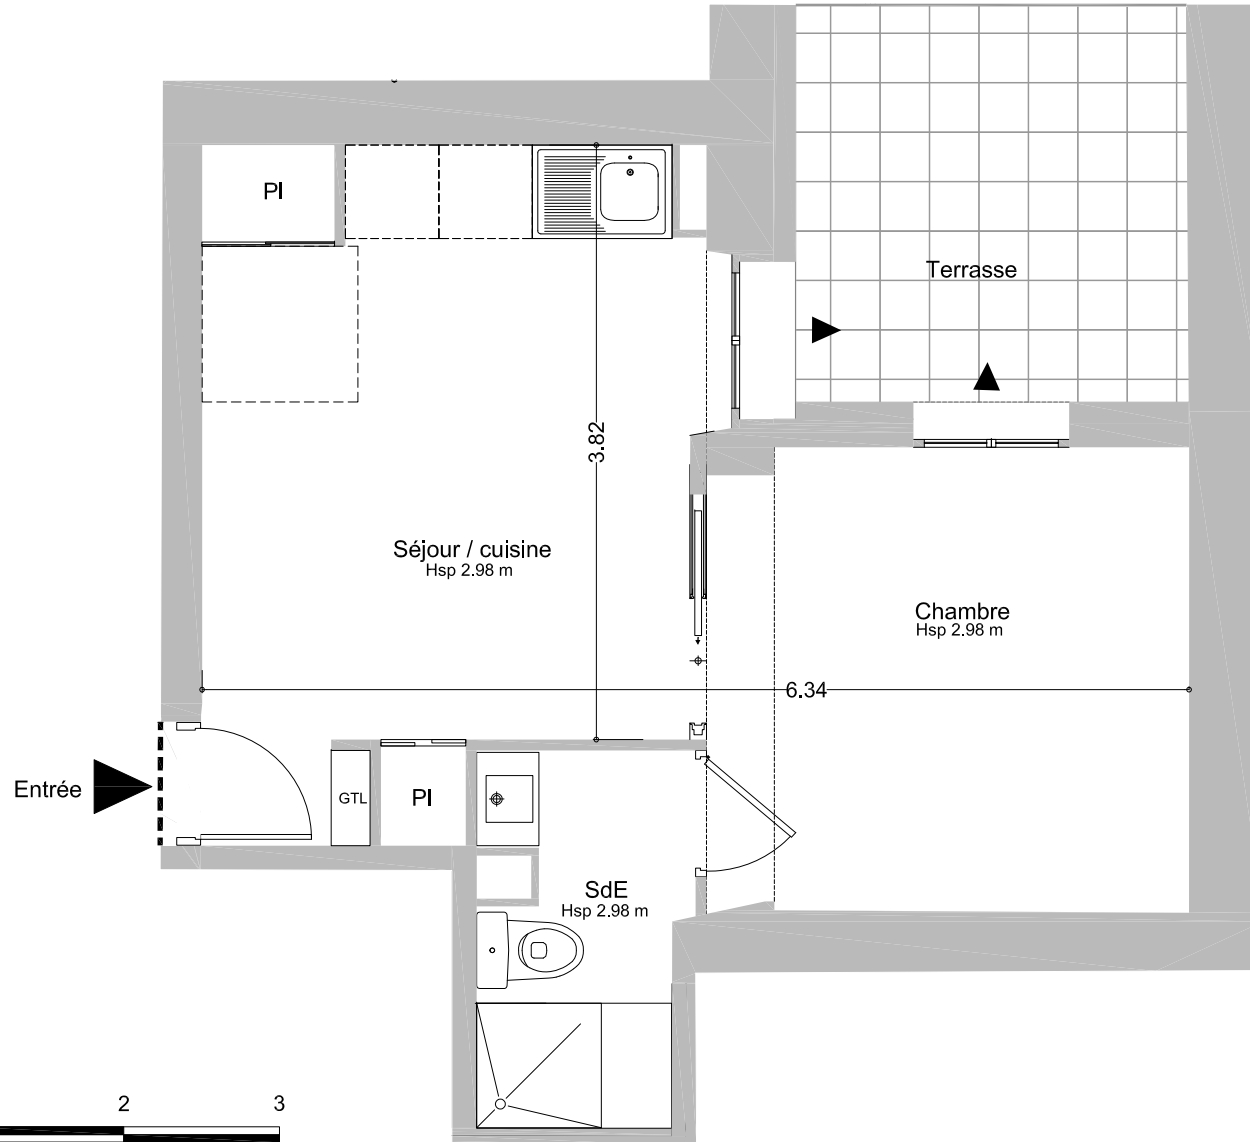 Pl
Terrasse
3.82
Séjour / cuisine
Hsp 2.98 m
Chambre
Hsp 2.98 m
6.34
Entrée
GTL
Pl
SdE
Hsp 2.98 m
2
3